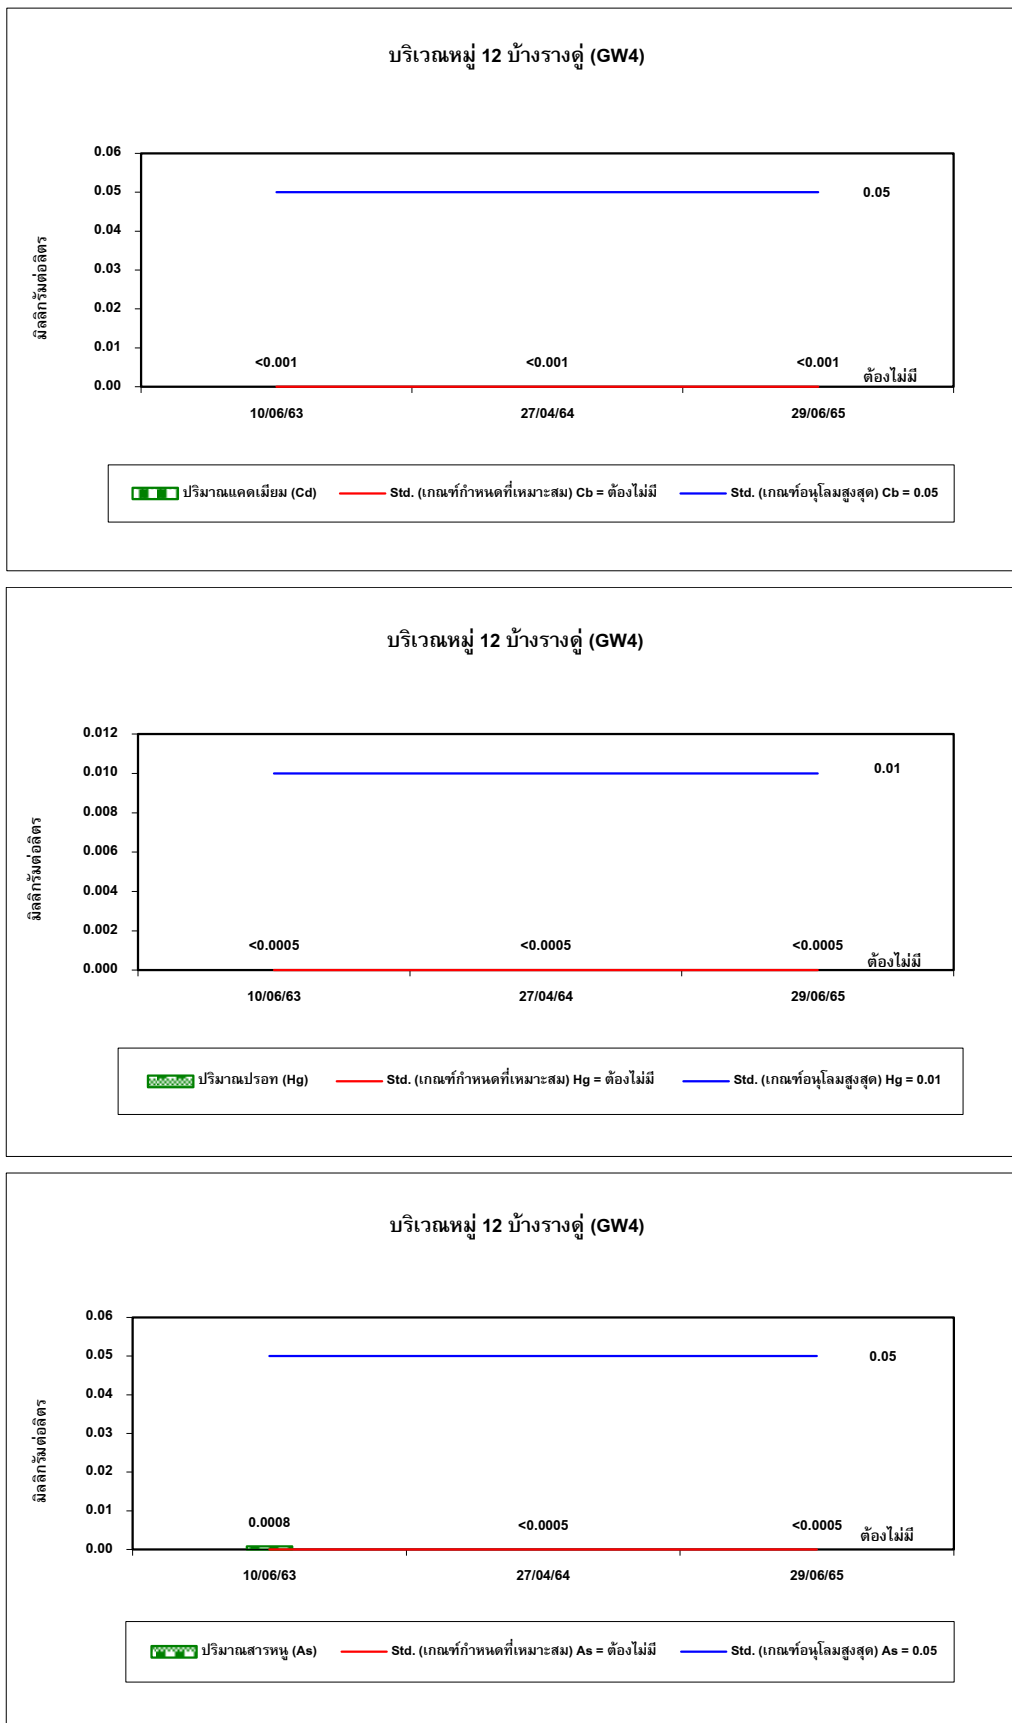 บริเวณหมู่ 12 บ้างรางดู่ (GW4)
0.06
0.05
0.04
0.03
0.02
0.01
0.00
มิลลิกรัมต่อลิตร
0.05
<0.001 <0.001 <0.001
ต้องไม่มี
10/06/63 27/04/64 29/06/65
ปริมาณแคดเมียม (Cd) Std. (เกณฑ์กำหนดที่เหมาะสม) Cb = ต้องไม่มี Std. (เกณฑ์อนุโลมสูงสุด) Cb = 0.05
บริเวณหมู่ 12 บ้างรางดู่ (GW4)
0.012
0.010
0.008
0.006
0.004
0.002
0.000
มิลลิกรัมต่อลิตร
0.01
<0.0005 <0.0005 <0.0005
ต้องไม่มี
10/06/63 27/04/64 29/06/65
ปริมาณปรอท (Hg) Std. (เกณฑ์กำหนดที่เหมาะสม) Hg = ต้องไม่มี Std. (เกณฑ์อนุโลมสูงสุด) Hg = 0.01
บริเวณหมู่ 12 บ้างรางดู่ (GW4)
0.06
0.05
0.04
0.03
0.02
0.01
0.00
มิลลิกรัมต่อลิตร
0.05
0.0008 <0.0005 <0.0005
ต้องไม่มี
10/06/63 27/04/64 29/06/65
ปริมาณสารหนู (As) Std. (เกณฑ์กำหนดที่เหมาะสม) As = ต้องไม่มี Std. (เกณฑ์อนุโลมสูงสุด) As = 0.05